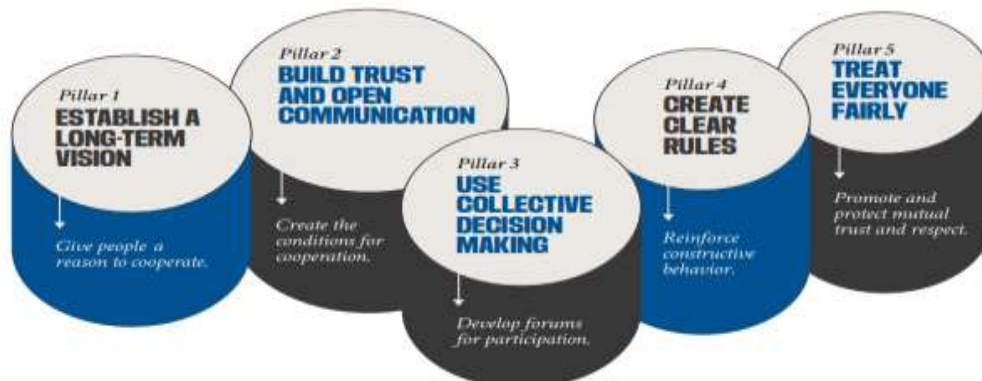 Pillar 1
ESTABLISH A
LONG-TERM
VISION
Give people a
reason to cooperate.
Pillar 2
BUILD TRUST
AND OPEN
COMMUNICATION
Create the
conditions for
cooperation.
Pillar 3
USE
COLLECTIVE
DECISION
MAKING
Develop forums
for participation.
Pillar 4
CREATE
CLEAR
RULES
Reinforce
constructive
behavior.
Pillar 5
TREAT
EVERYONE
FAIRLY
Promote and
protect mutual
trust and respect.